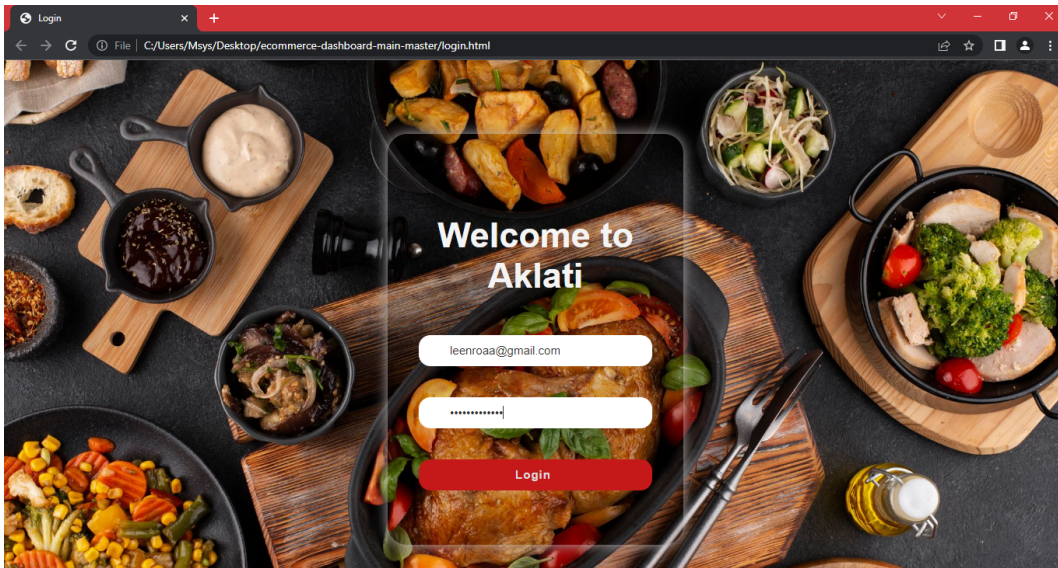 Login
File
C:/Users/Msys/Desktop/ecommerce-dashboard-main-master/login.html
Welcome to
Aklati
leenroaa@gmail.com
•••••••••••••
Login